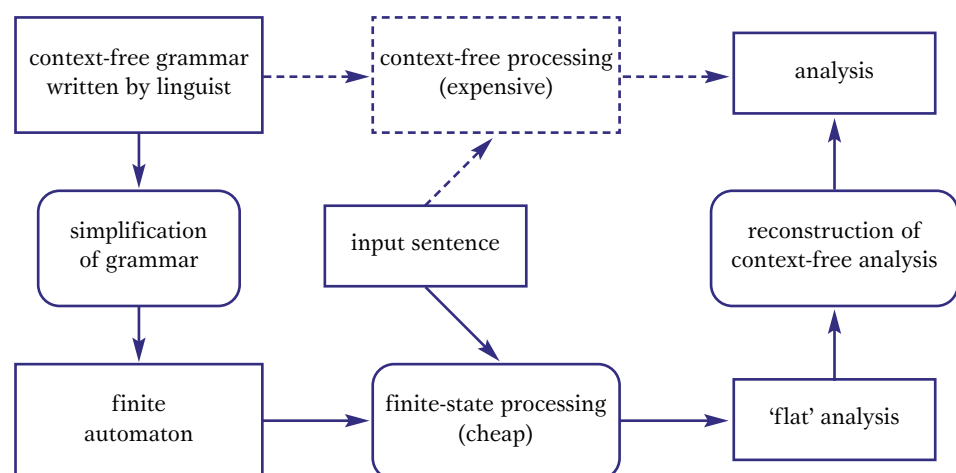 context-free grammar
written by linguist
context-free processing
(expensive)
analysis
simplification
of grammar
input sentence
reconstruction of
context-free analysis
finite
automaton
finite-state processing
(cheap)
‘flat’ analysis